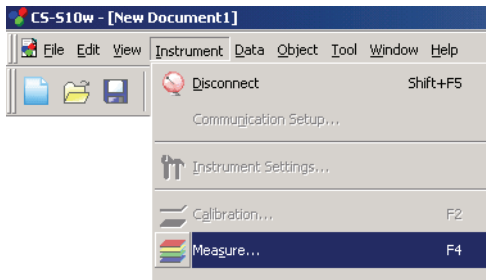 CS-S10w - [New Document1]
File Edit View Instrument Data Object Tool Window Help
Disconnect Shift+F5
Communication Setup...
Instrument Settings...
Calibration... F2
Measure... F4